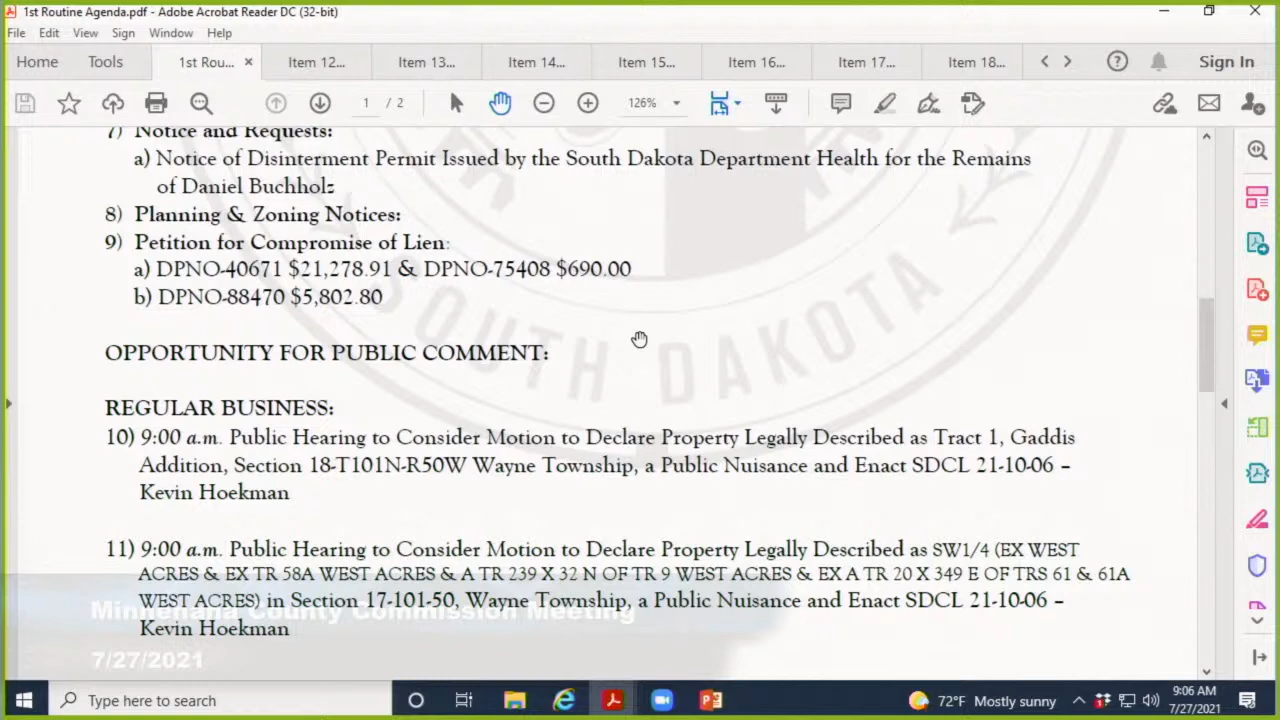 1st Routine Agenda.pdf - Adobe Acrobat Reader DC (32-bit)
File Edit View Sign Window Help
Home Tools 1st Rou... × Item 12... Item 13... Item 14... Item 15... Item 16... Item 17... Item 18... Sign In
1 / 2 126%
7) Notice and Requests:
a) Notice of Disinterment Permit Issued by the South Dakota Department Health for the Remains
of Daniel Buchholz
8) Planning & Zoning Notices:
9) Petition for Compromise of Lien:
a) DPNO-40671 $21,278.91 & DPNO-75408 $690.00
b) DPNO-88470 $5,802.80
SOUTH DAKOTA
OPPORTUNITY FOR PUBLIC COMMENT:
REGULAR BUSINESS:
10) 9:00 a.m. Public Hearing to Consider Motion to Declare Property Legally Described as Tract 1, Gaddis
Addition, Section 18-T101N-R50W Wayne Township, a Public Nuisance and Enact SDCL 21-10-06 –
Kevin Hoekman
11) 9:00 a.m. Public Hearing to Consider Motion to Declare Property Legally Described as SW1/4 (EX WEST
ACRES & EX TR 58A WEST ACRES & A TR 239 X 32 N OF TR 9 WEST ACRES & EX A TR 20 X 349 E OF TRS 61 & 61A
WEST ACRES) in Section 17-101-50, Wayne Township, a Public Nuisance and Enact SDCL 21-10-06 –
Minnehaha County Commission Meeting
Kevin Hoekman
7/27/2021
Type here to search 72°F Mostly sunny 9:06 AM
7/27/2021